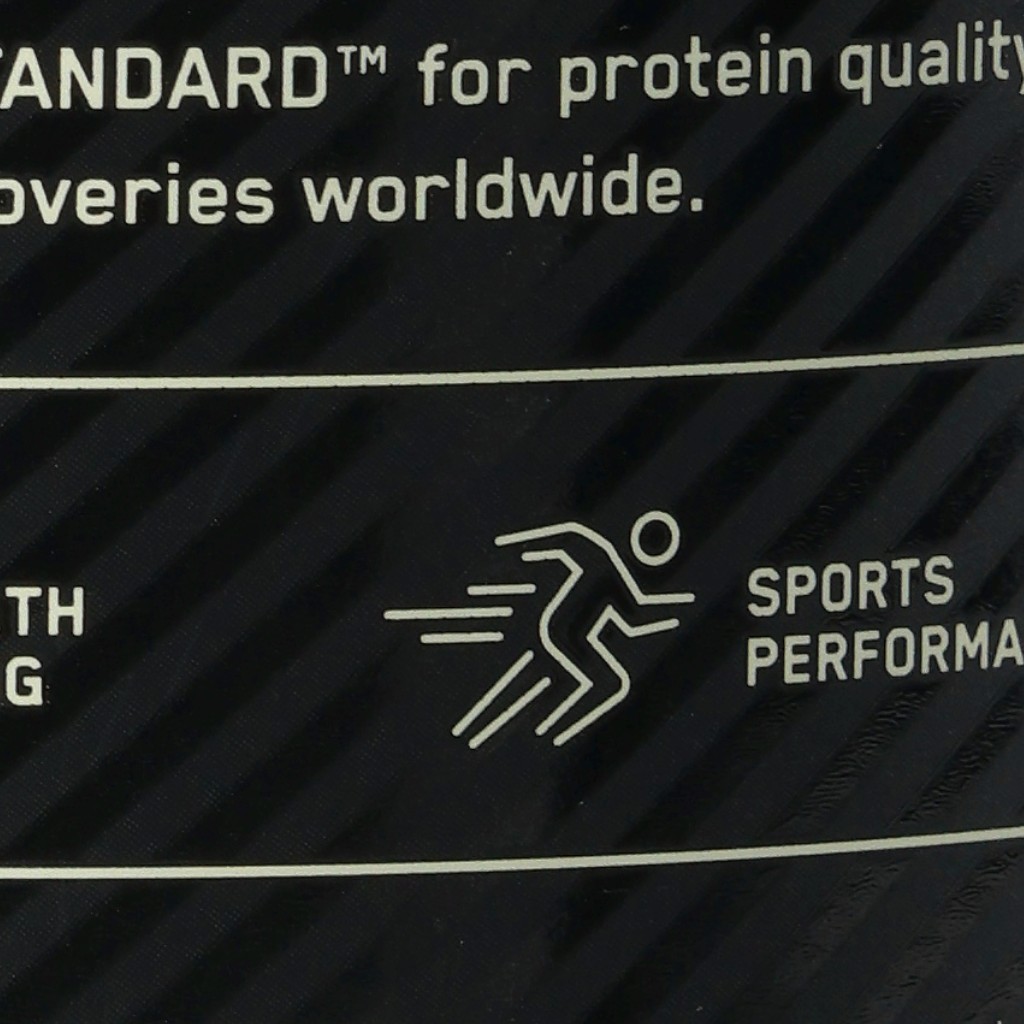 TANDARD™ for protein quality
overies worldwide.
TH
G
SPORTS
PERFORMA